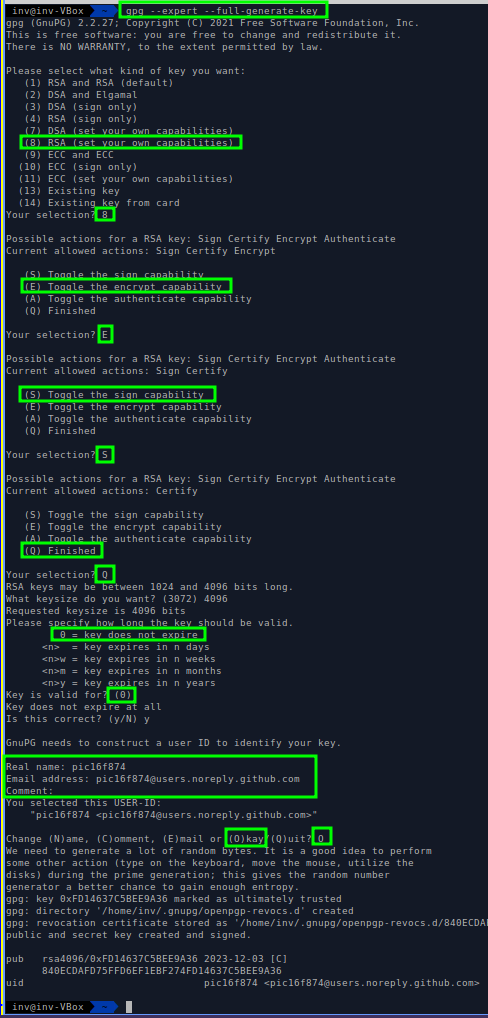 inv@inv-VBox ~ gpg --expert --full-generate-key
gpg (GnuPG) 2.2.27; Copyright (C) 2021 Free Software Foundation, Inc.
This is free software: you are free to change and redistribute it.
There is NO WARRANTY, to the extent permitted by law.
Please select what kind of key you want:
(1) RSA and RSA (default)
(2) DSA and Elgamal
(3) DSA (sign only)
(4) RSA (sign only)
(7) DSA (set your own capabilities)
(8) RSA (set your own capabilities)
(9) ECC and ECC
(10) ECC (sign only)
(11) ECC (set your own capabilities)
(13) Existing key
(14) Existing key from card
Your selection? 8
Possible actions for a RSA key: Sign Certify Encrypt Authenticate
Current allowed actions: Sign Certify Encrypt
(S) Toggle the sign capability
(E) Toggle the encrypt capability
(A) Toggle the authenticate capability
(Q) Finished
Your selection? E
Possible actions for a RSA key: Sign Certify Encrypt Authenticate
Current allowed actions: Sign Certify
(S) Toggle the sign capability
(E) Toggle the encrypt capability
(A) Toggle the authenticate capability
(Q) Finished
Your selection? S
Possible actions for a RSA key: Sign Certify Encrypt Authenticate
Current allowed actions: Certify
(S) Toggle the sign capability
(E) Toggle the encrypt capability
(A) Toggle the authenticate capability
(Q) Finished
Your selection? Q
RSA keys may be between 1024 and 4096 bits long.
What keysize do you want? (3072) 4096
Requested keysize is 4096 bits
Please specify how long the key should be valid.
0 = key does not expire
<n> = key expires in n days
<n>w = key expires in n weeks
<n>m = key expires in n months
<n>y = key expires in n years
Key is valid for? (0)
Key does not expire at all
Is this correct? (y/N) y
GnuPG needs to construct a user ID to identify your key.
Real name: pic16f874
Email address: pic16f874@users.noreply.github.com
Comment:
You selected this USER-ID:
"pic16f874 <pic16f874@users.noreply.github.com>"
Change (N)ame, (C)omment, (E)mail or (O)kay/(Q)uit? O
We need to generate a lot of random bytes. It is a good idea to perform
some other action (type on the keyboard, move the mouse, utilize the
disks) during the prime generation; this gives the random number
generator a better chance to gain enough entropy.
gpg: key 0xFD14637C5BEE9A36 marked as ultimately trusted
gpg: directory '/home/inv/.gnupg/openpgp-revocs.d' created
gpg: revocation certificate stored as '/home/inv/.gnupg/openpgp-revocs.d/840ECDAF
public and secret key created and signed.
pub rsa4096/0xFD14637C5BEE9A36 2023-12-03 [C]
840ECDAFD75FFD6EF1EBF274FD14637C5BEE9A36
uid pic16f874 <pic16f874@users.noreply.github.com>
inv@inv-VBox ~